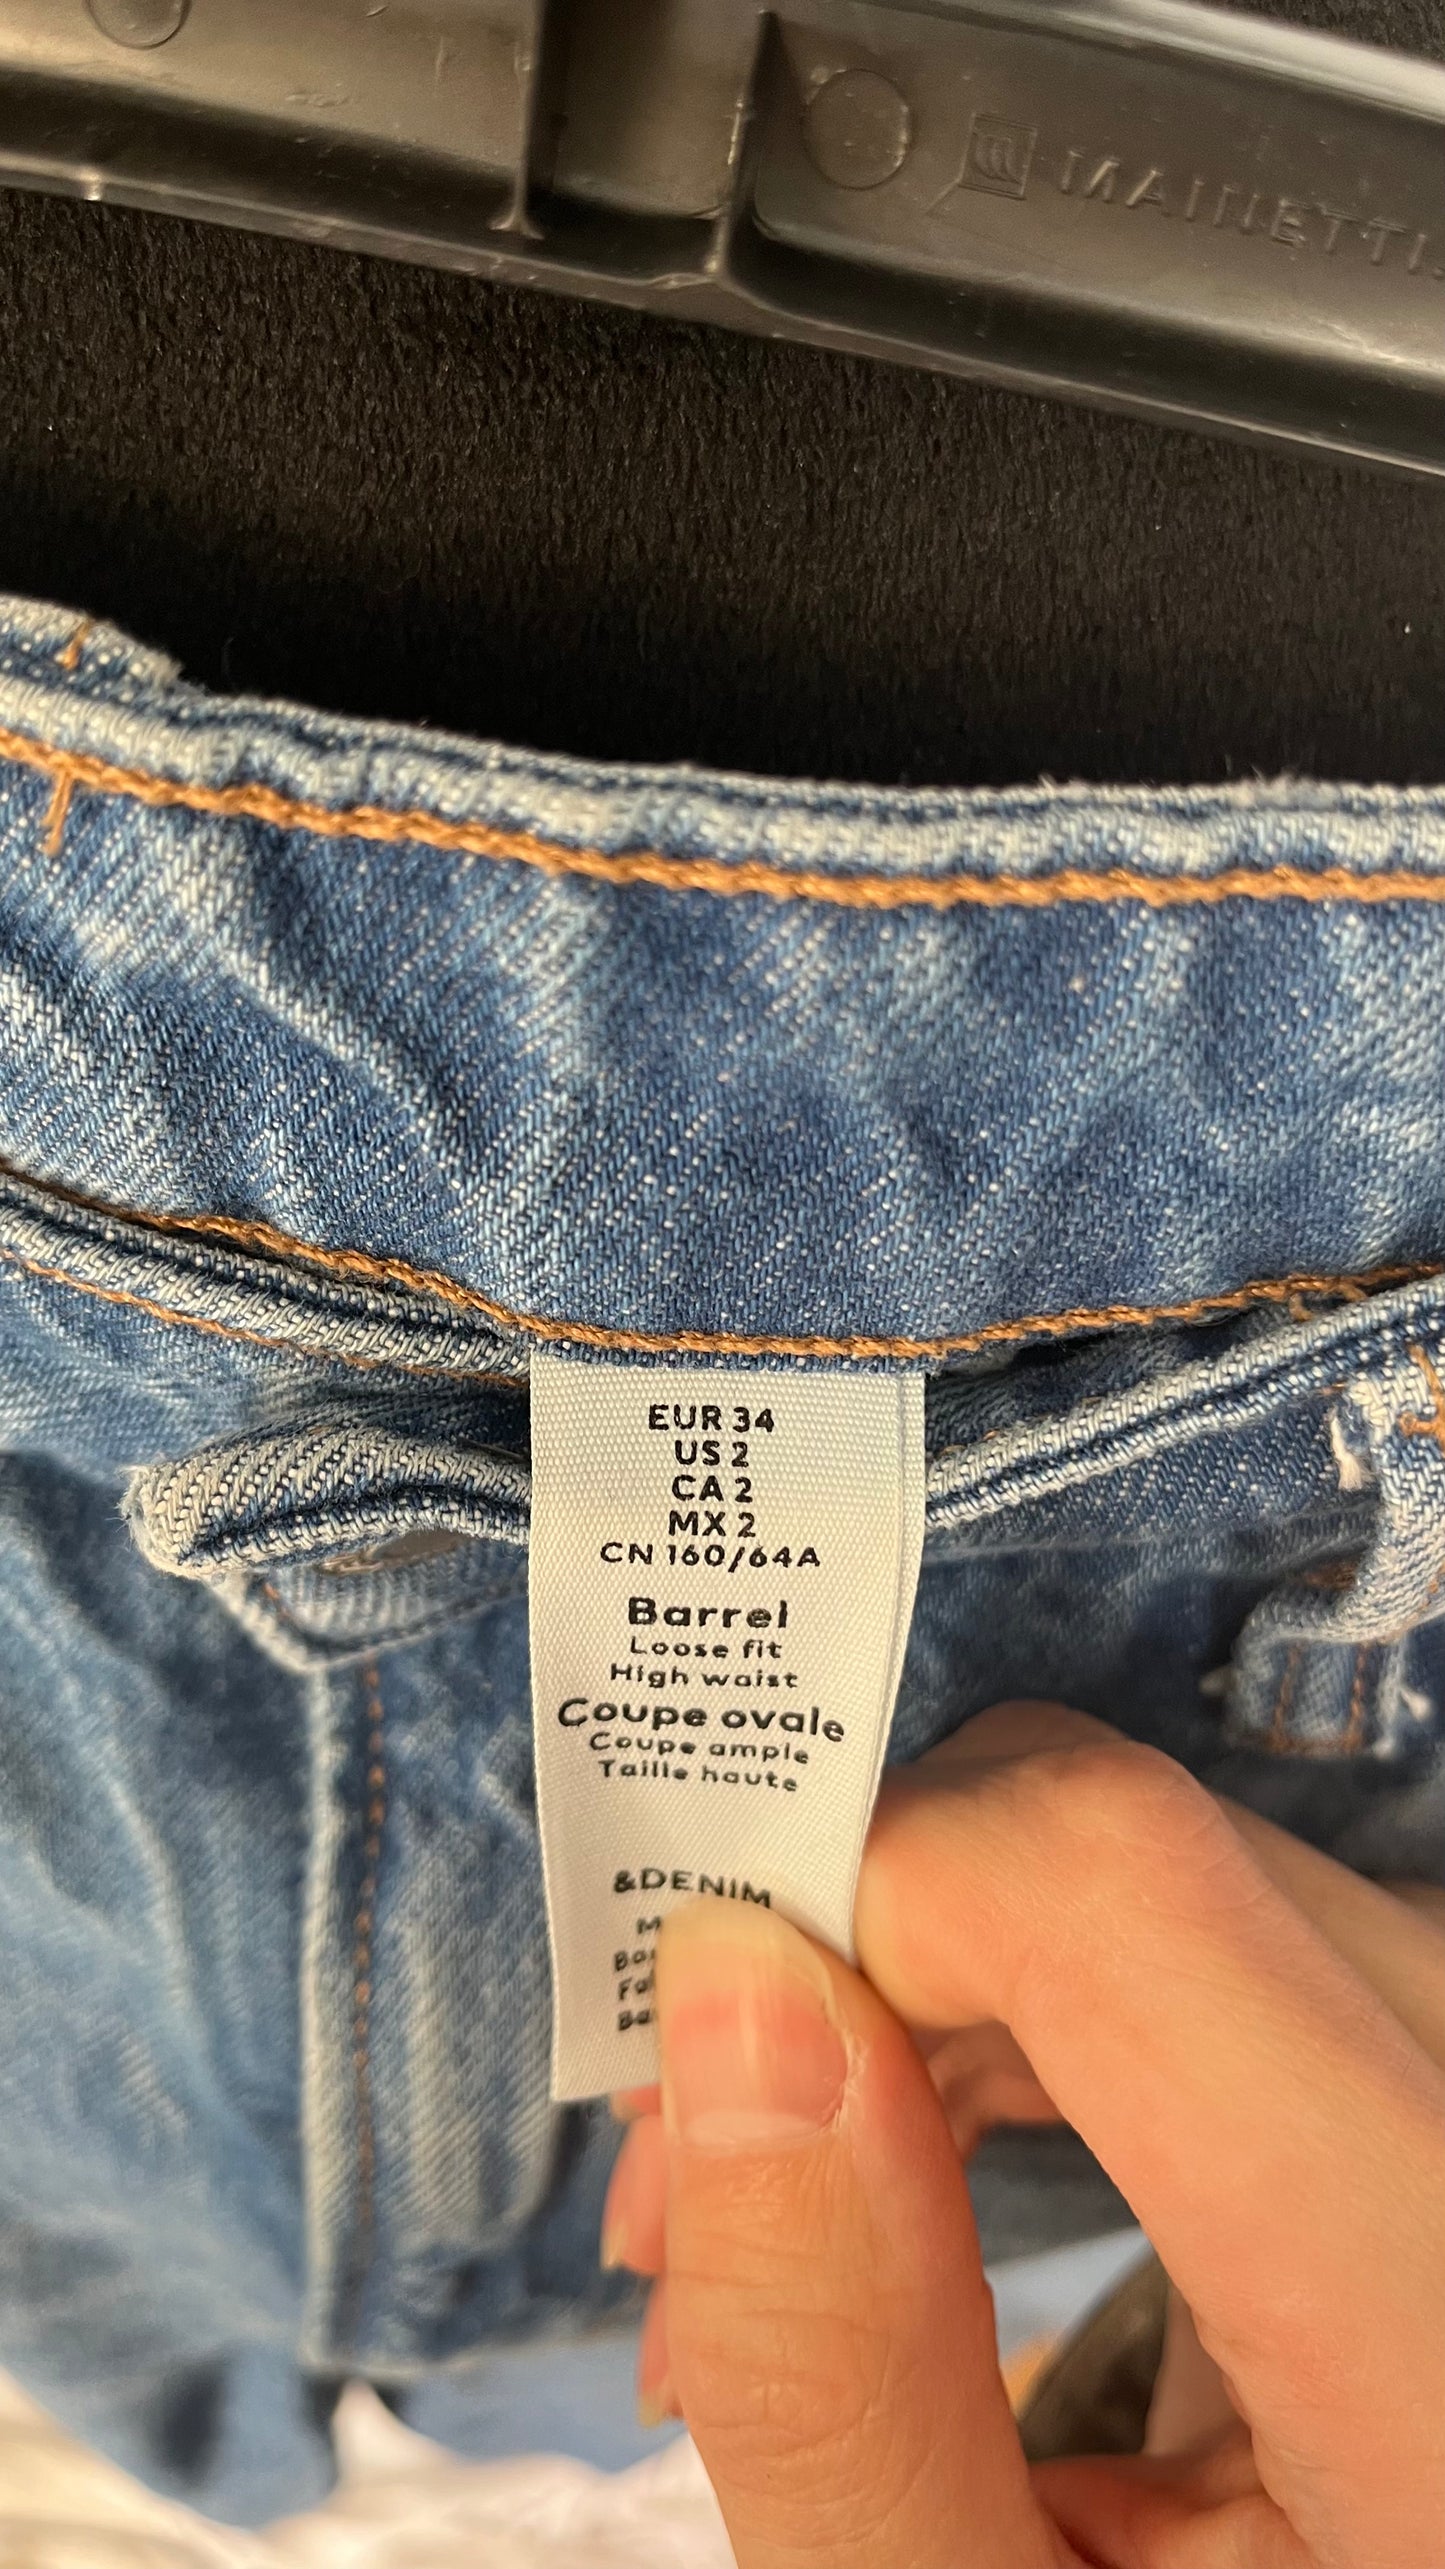 MAINETTI
EUR 34
US 2
CA 2
MX 2
CN 160/64A
Barrel
Loose fit
High waist
Coupe ovale
Coupe ample
Taille haute
&DENIM